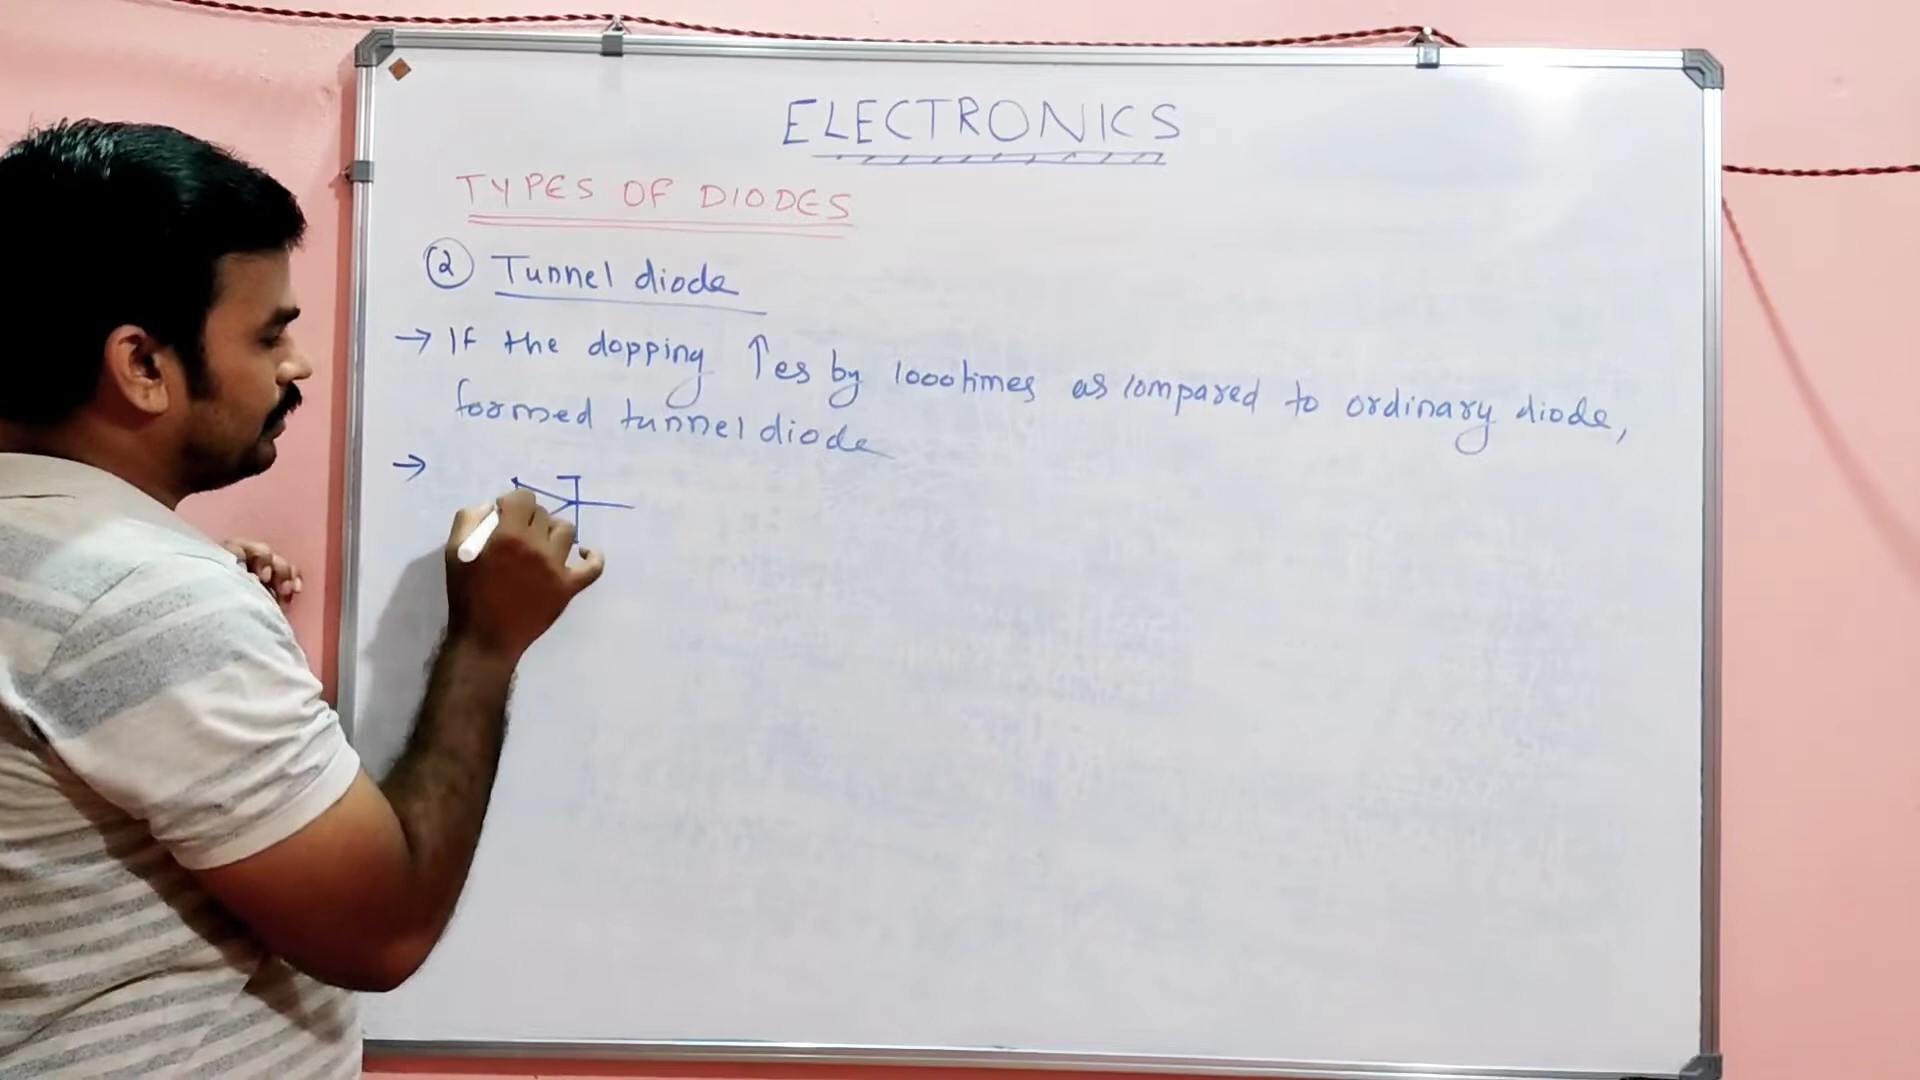 ELECTRONICS
TYPES OF DIODES
② Tunnel diode
→ If the dopping ↑es by 1000times as compared to ordinary diode,
formed tunnel diode
→